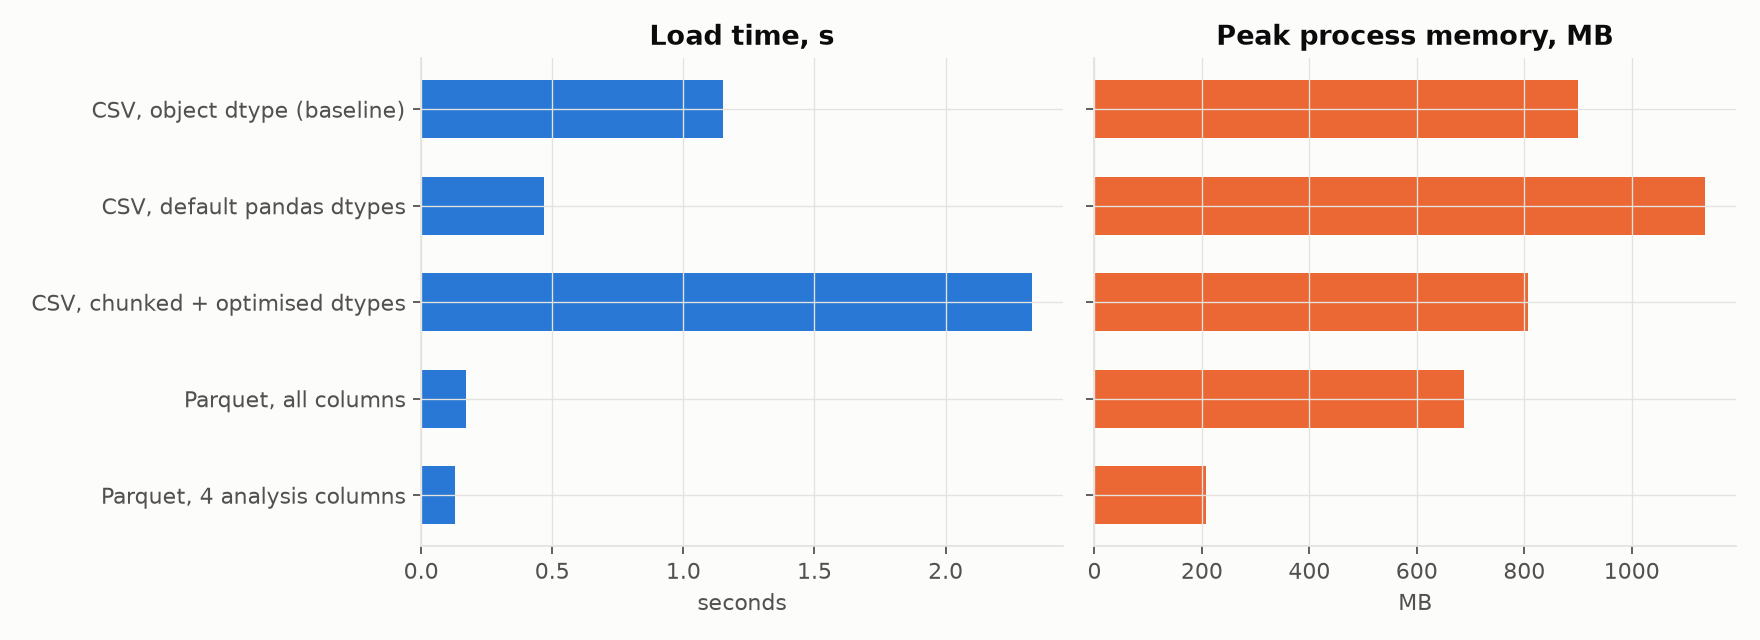 Load time, s
Peak process memory, MB
CSV, object dtype (baseline)
CSV, default pandas dtypes
CSV, chunked + optimised dtypes
Parquet, all columns
Parquet, 4 analysis columns
0.0 0.5 1.0 1.5 2.0
0 200 400 600 800 1000
seconds
MB